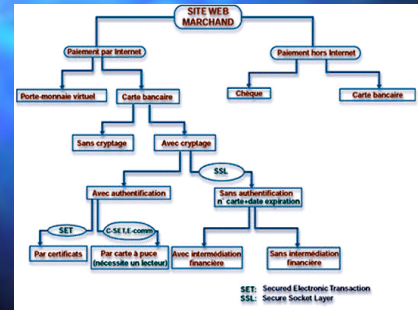 SITE WEB
MARCHAND
Paiement par Internet
Paiement hors Internet
Porte-monnaie virtuel
Carte bancaire
Chèque
Carte bancaire
Sans cryptage
Avec cryptage
SSL
Avec authentification
Sans authentification
n° carte+date expiration
SET
C-SET,E-comm
Par certificats
Par carte à puce
(nécessite un lecteur)
Avec intermédiation
financière
Sans intermédiation
financière
SET: Secured Electronic Transaction
SSL: Secure Socket Layer